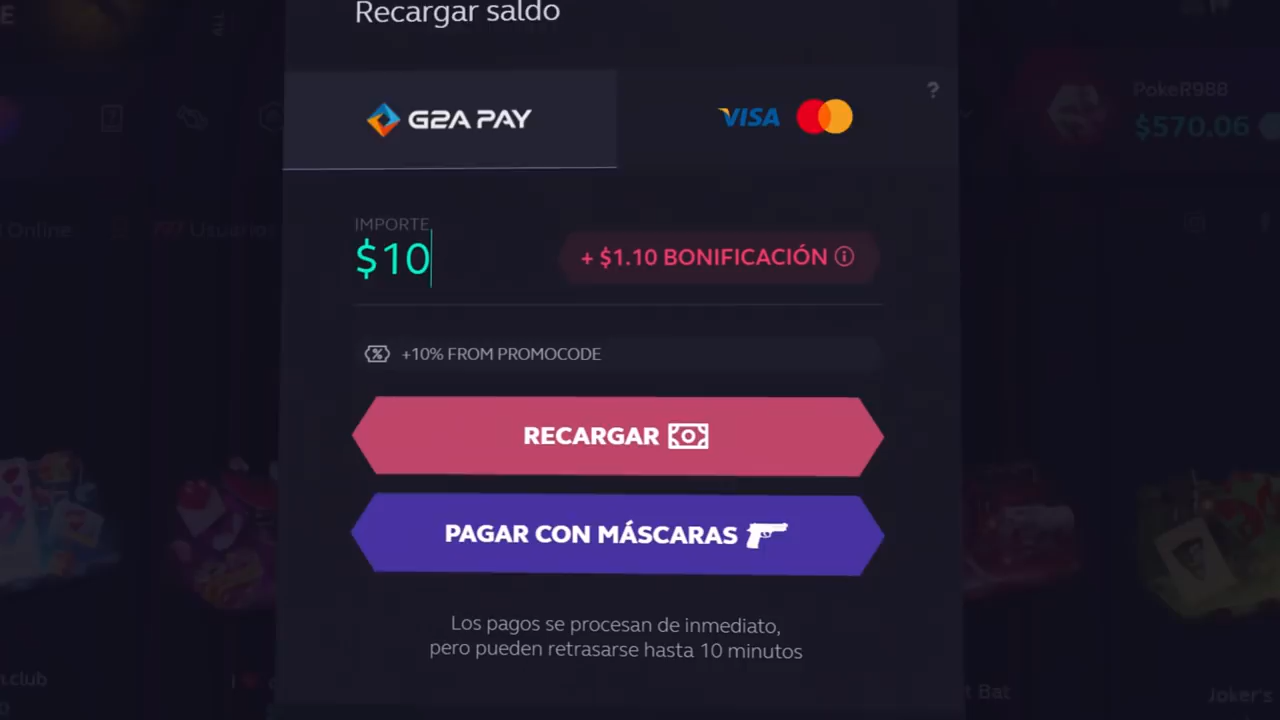 Recargar saldo
G2A PAY
VISA
?
PokeR988
$570.06
Online
IMPORTE
$10
+ $1.10 BONIFICACIÓN
+10% FROM PROMOCODE
RECARGAR
PAGAR CON MÁSCARAS
Los pagos se procesan de inmediato,
pero pueden retrasarse hasta 10 minutos
t Bat
Joker's